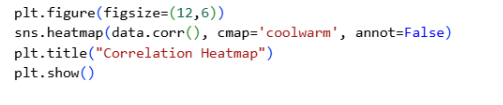 plt.figure(figsize=(12,6))
sns.heatmap(data.corr(), cmap='coolwarm', annot=False)
plt.title("Correlation Heatmap")
plt.show()